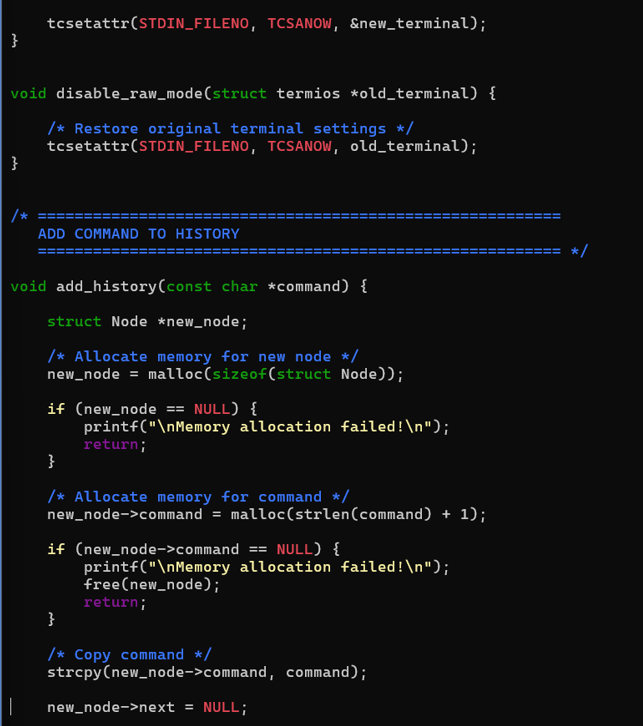 tcsetattr(STDIN_FILENO, TCSANOW, &new_terminal);
}
void disable_raw_mode(struct termios *old_terminal) {
    /* Restore original terminal settings */
    tcsetattr(STDIN_FILENO, TCSANOW, old_terminal);
}
/* =========================================================
   ADD COMMAND TO HISTORY
   ========================================================= */
void add_history(const char *command) {
    struct Node *new_node;
    /* Allocate memory for new node */
    new_node = malloc(sizeof(struct Node));
    if (new_node == NULL) {
        printf("\nMemory allocation failed!\n");
        return;
    }
    /* Allocate memory for command */
    new_node->command = malloc(strlen(command) + 1);
    if (new_node->command == NULL) {
        printf("\nMemory allocation failed!\n");
        free(new_node);
        return;
    }
    /* Copy command */
    strcpy(new_node->command, command);
    new_node->next = NULL;